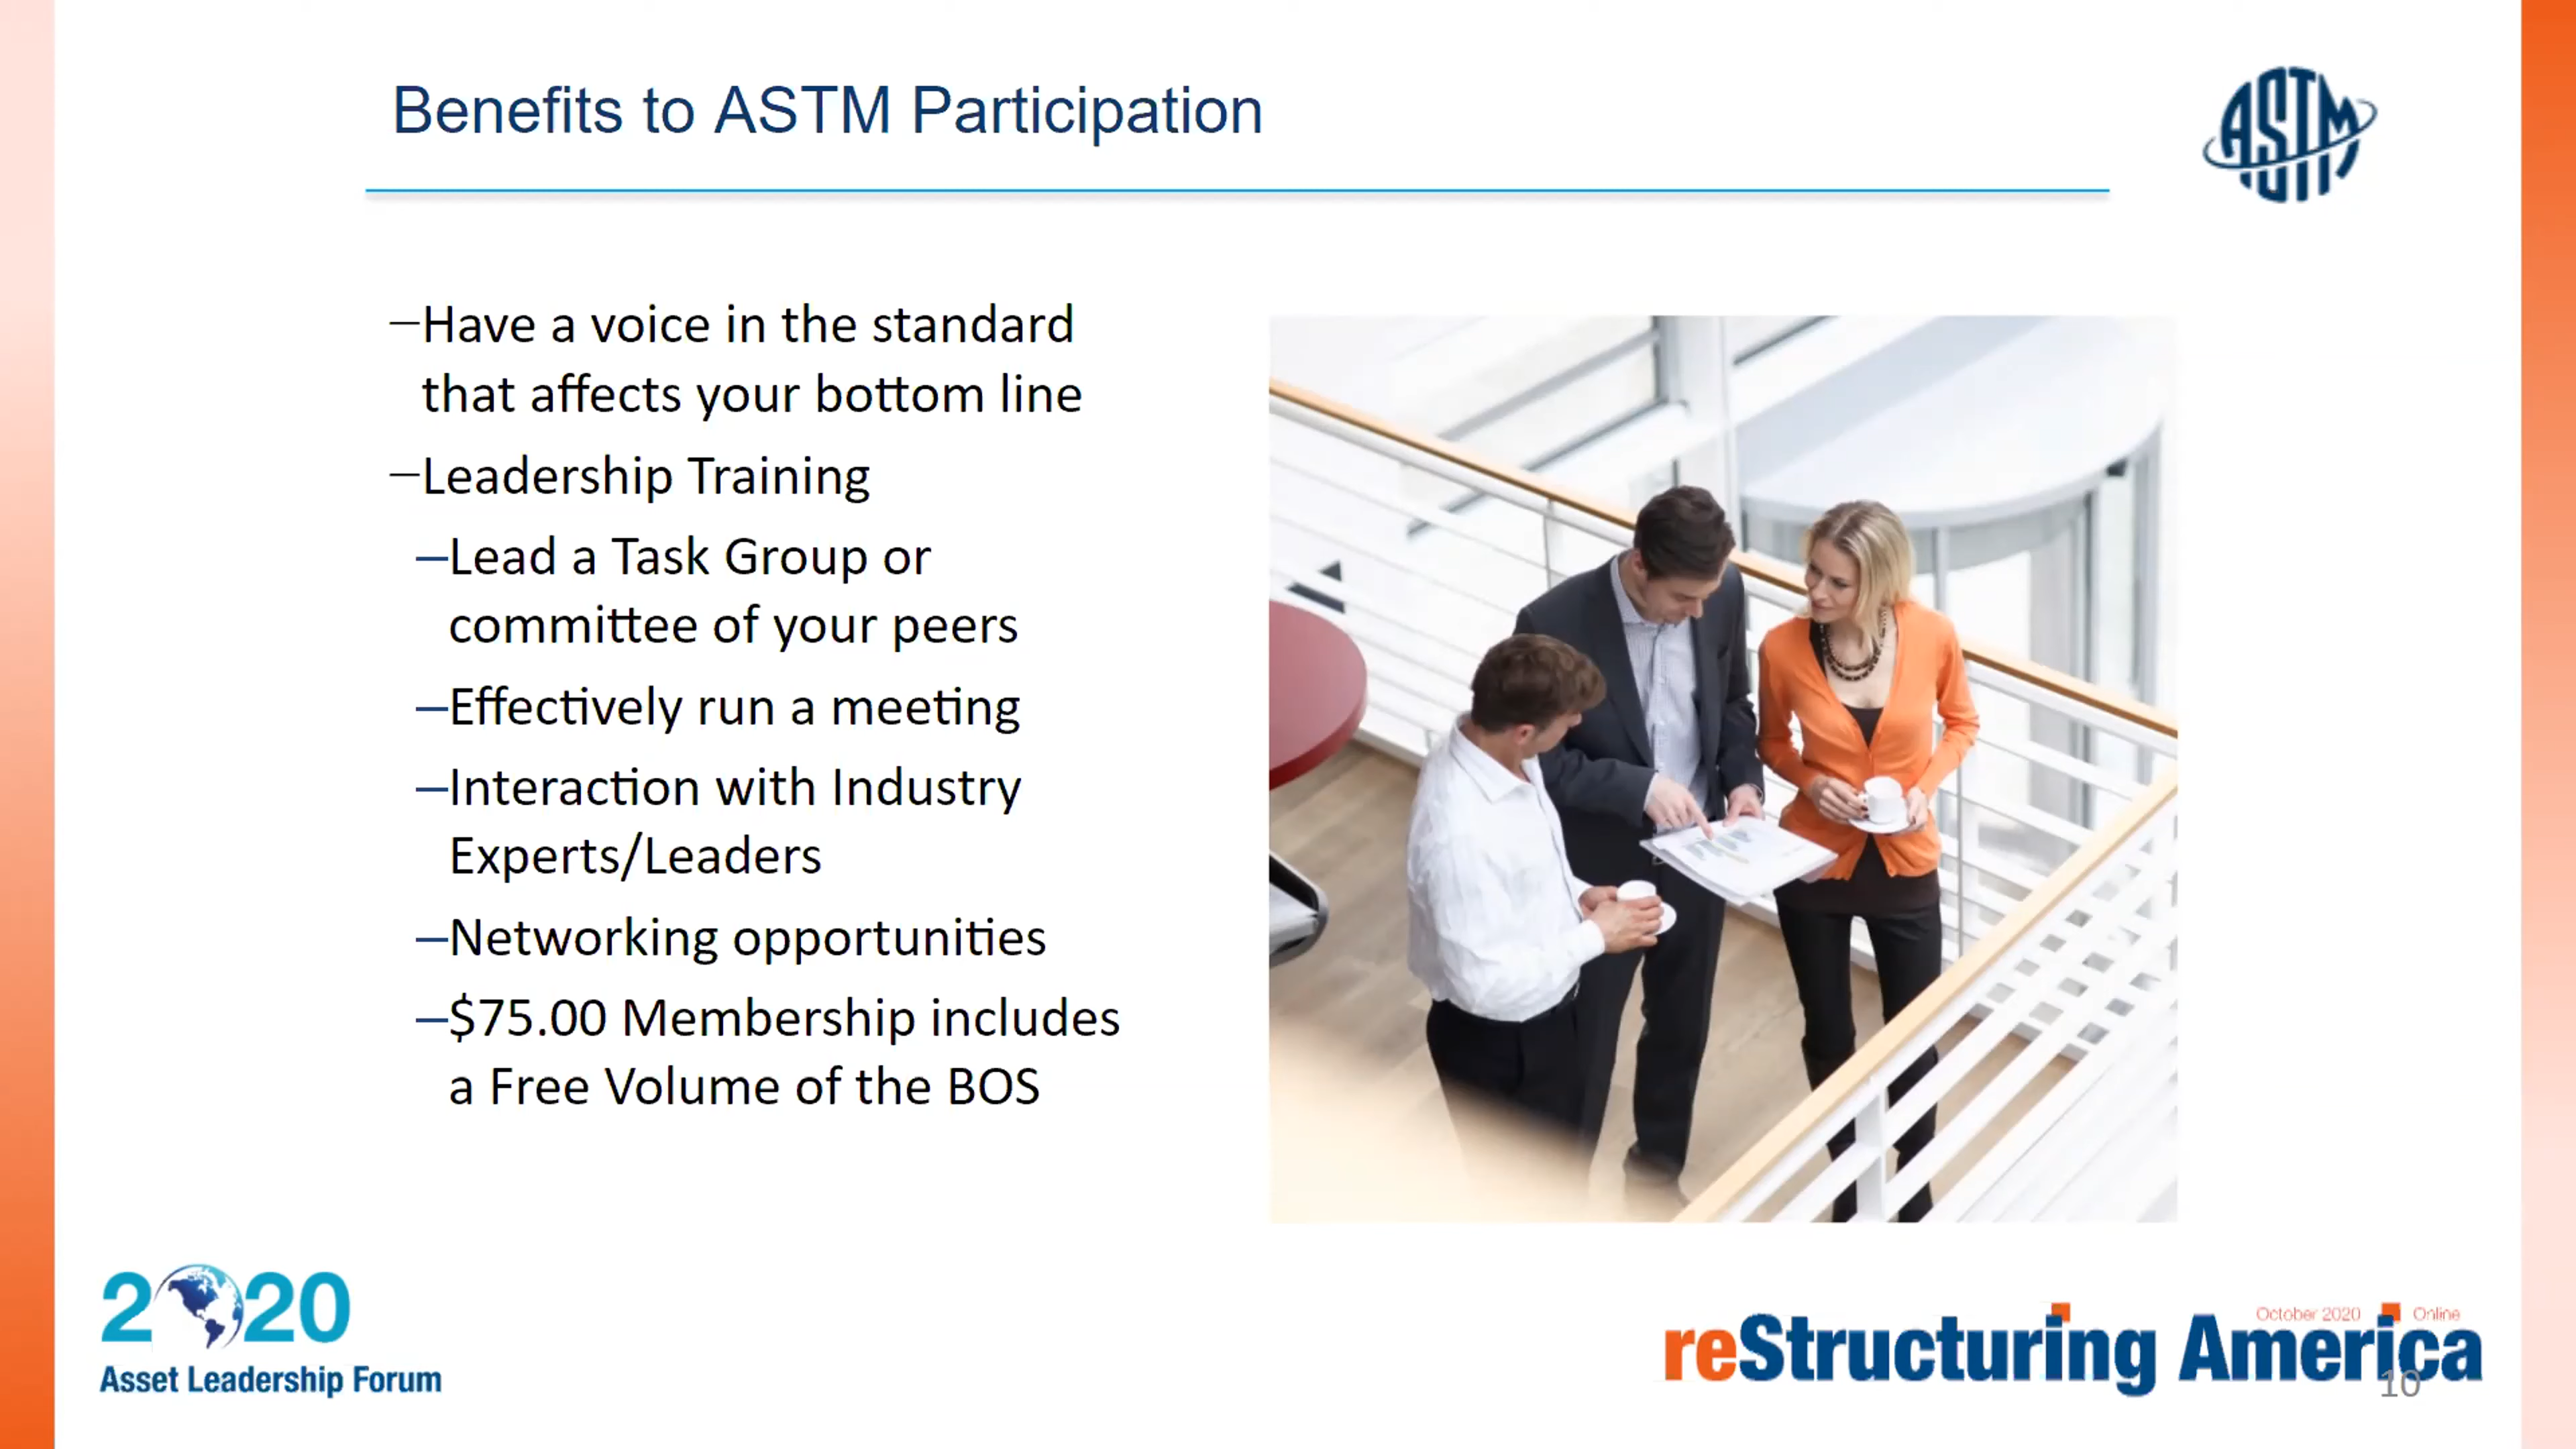 Benefits to ASTM Participation
ASTM
–Have a voice in the standard
that affects your bottom line
–Leadership Training
–Lead a Task Group or
committee of your peers
–Effectively run a meeting
–Interaction with Industry
Experts/Leaders
–Networking opportunities
–$75.00 Membership includes
a Free Volume of the BOS
2020
Asset Leadership Forum
October 2020 Online
reStructuring America
10